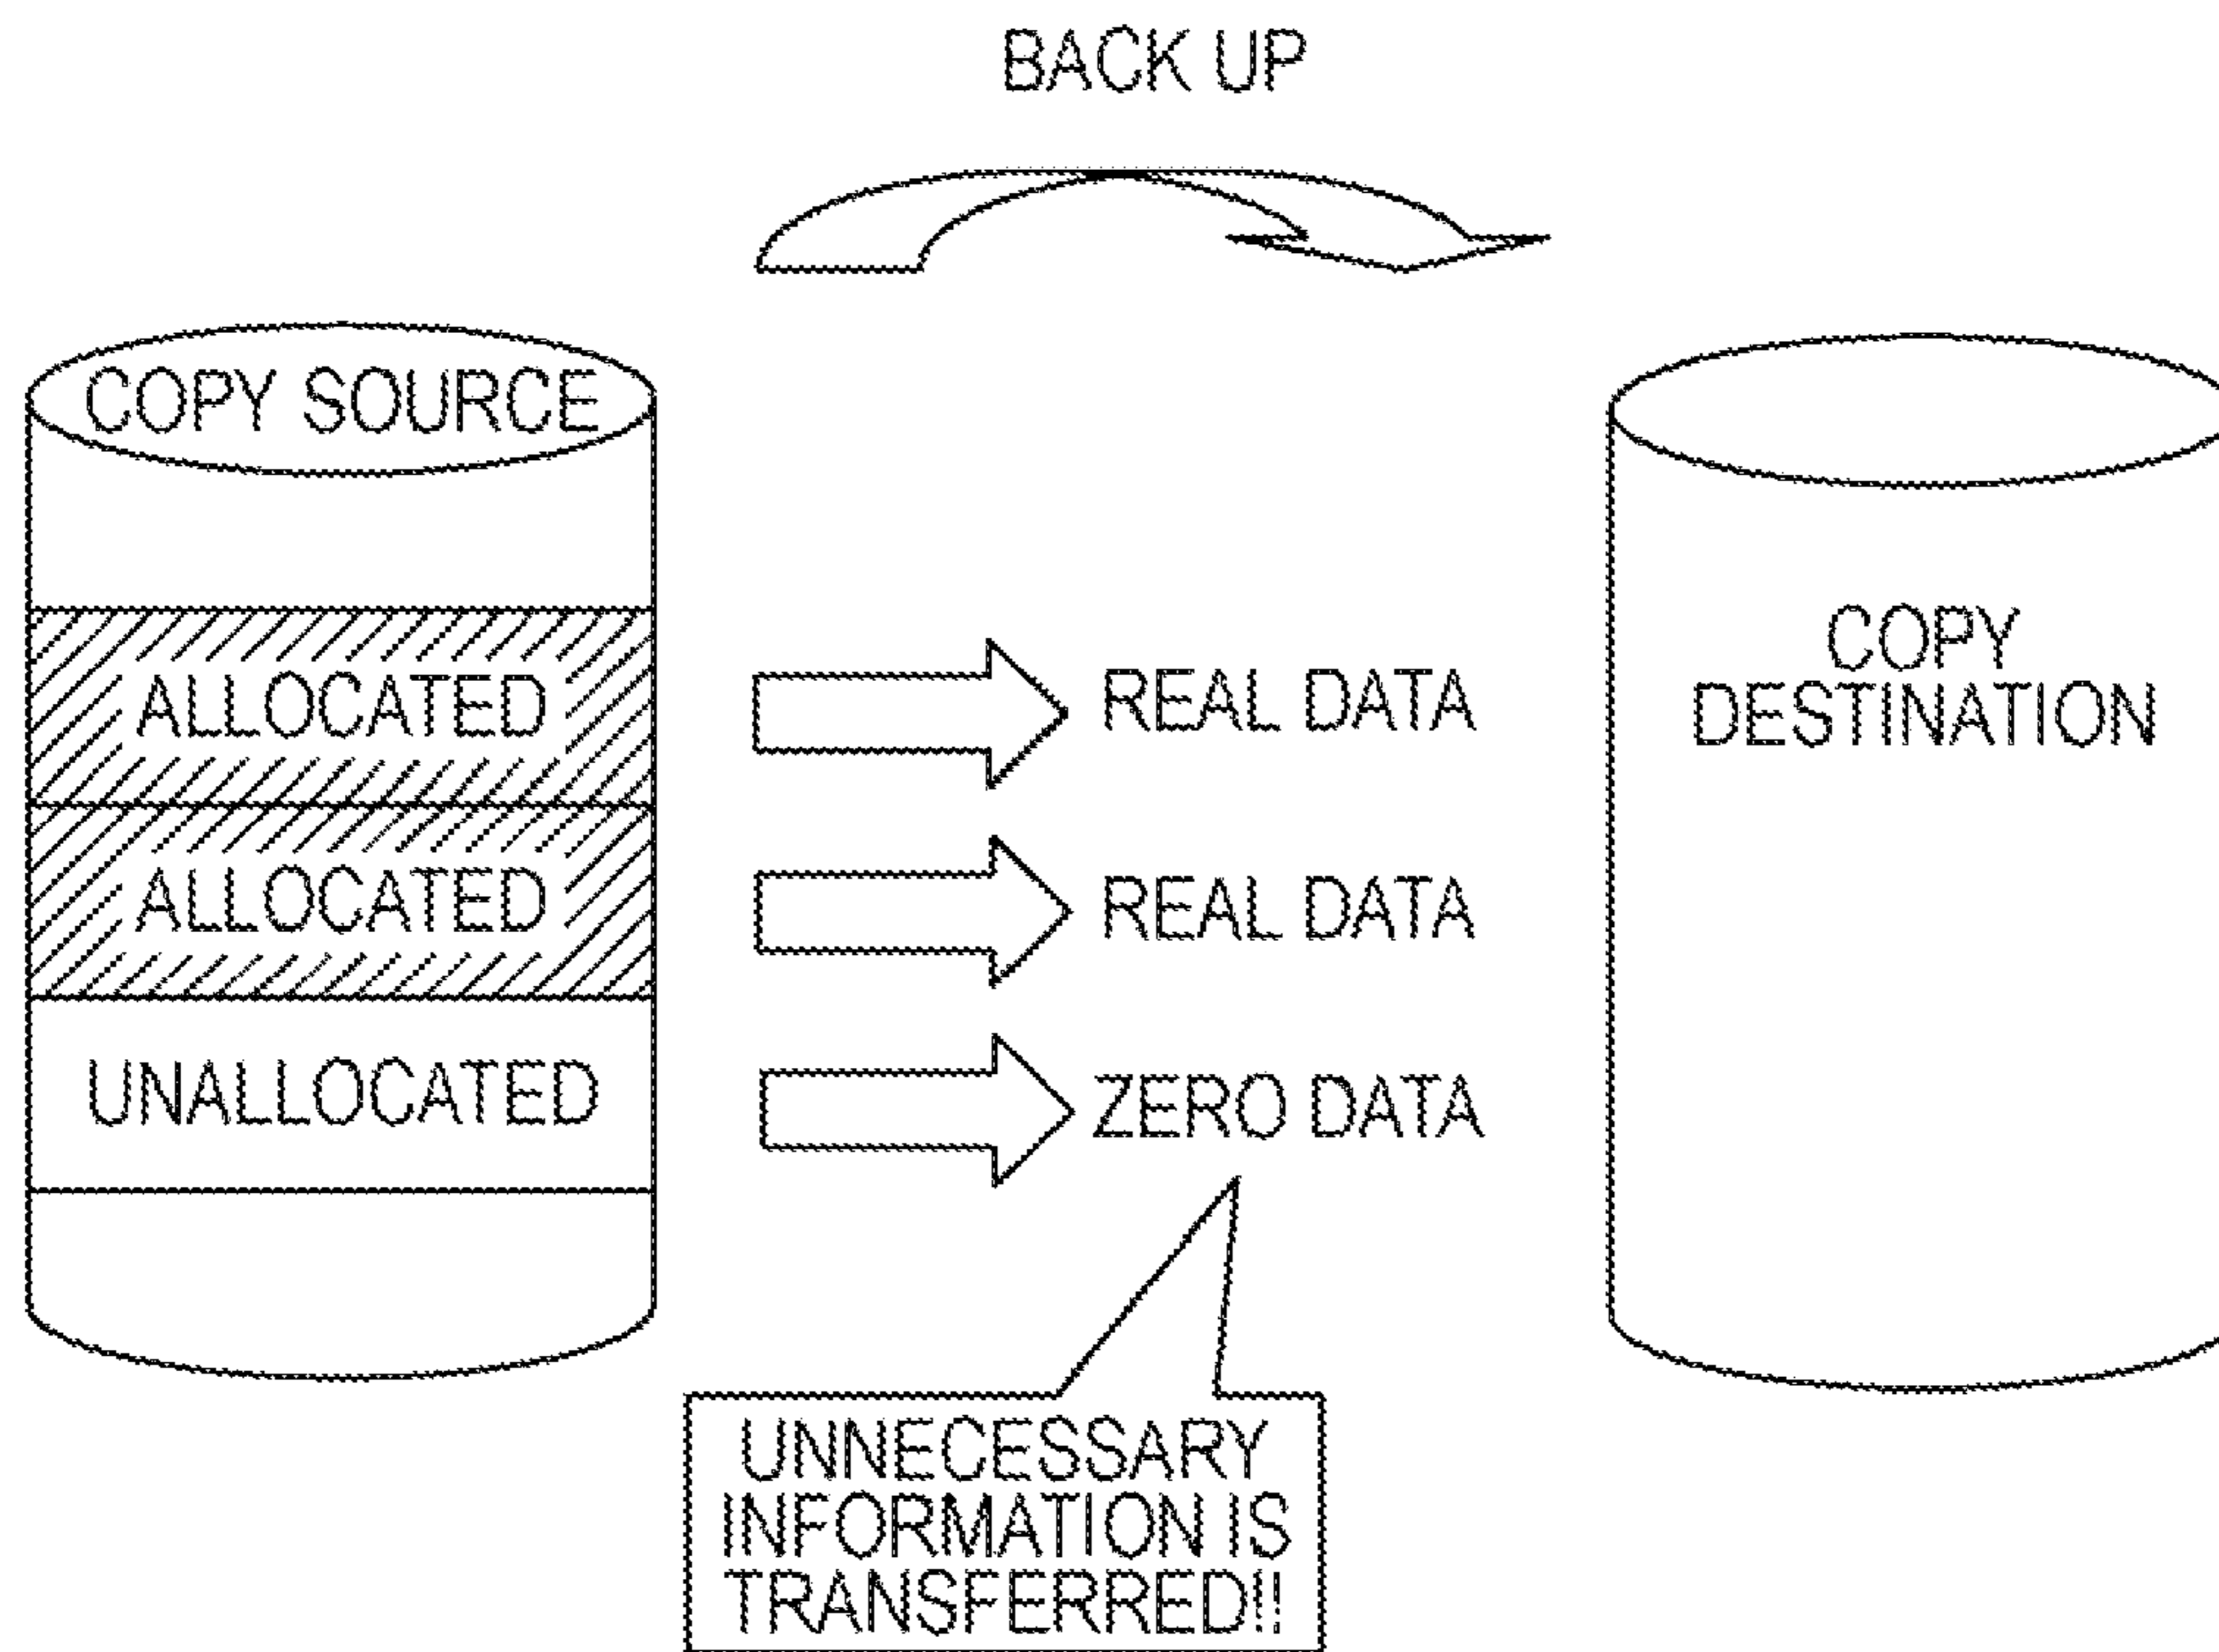 BACK UP
COPY SOURCE
ALLOCATED
REAL DATA
COPY
DESTINATION
ALLOCATED
REAL DATA
UNALLOCATED
ZERO DATA
UNNECESSARY
INFORMATION IS
TRANSFERRED!!